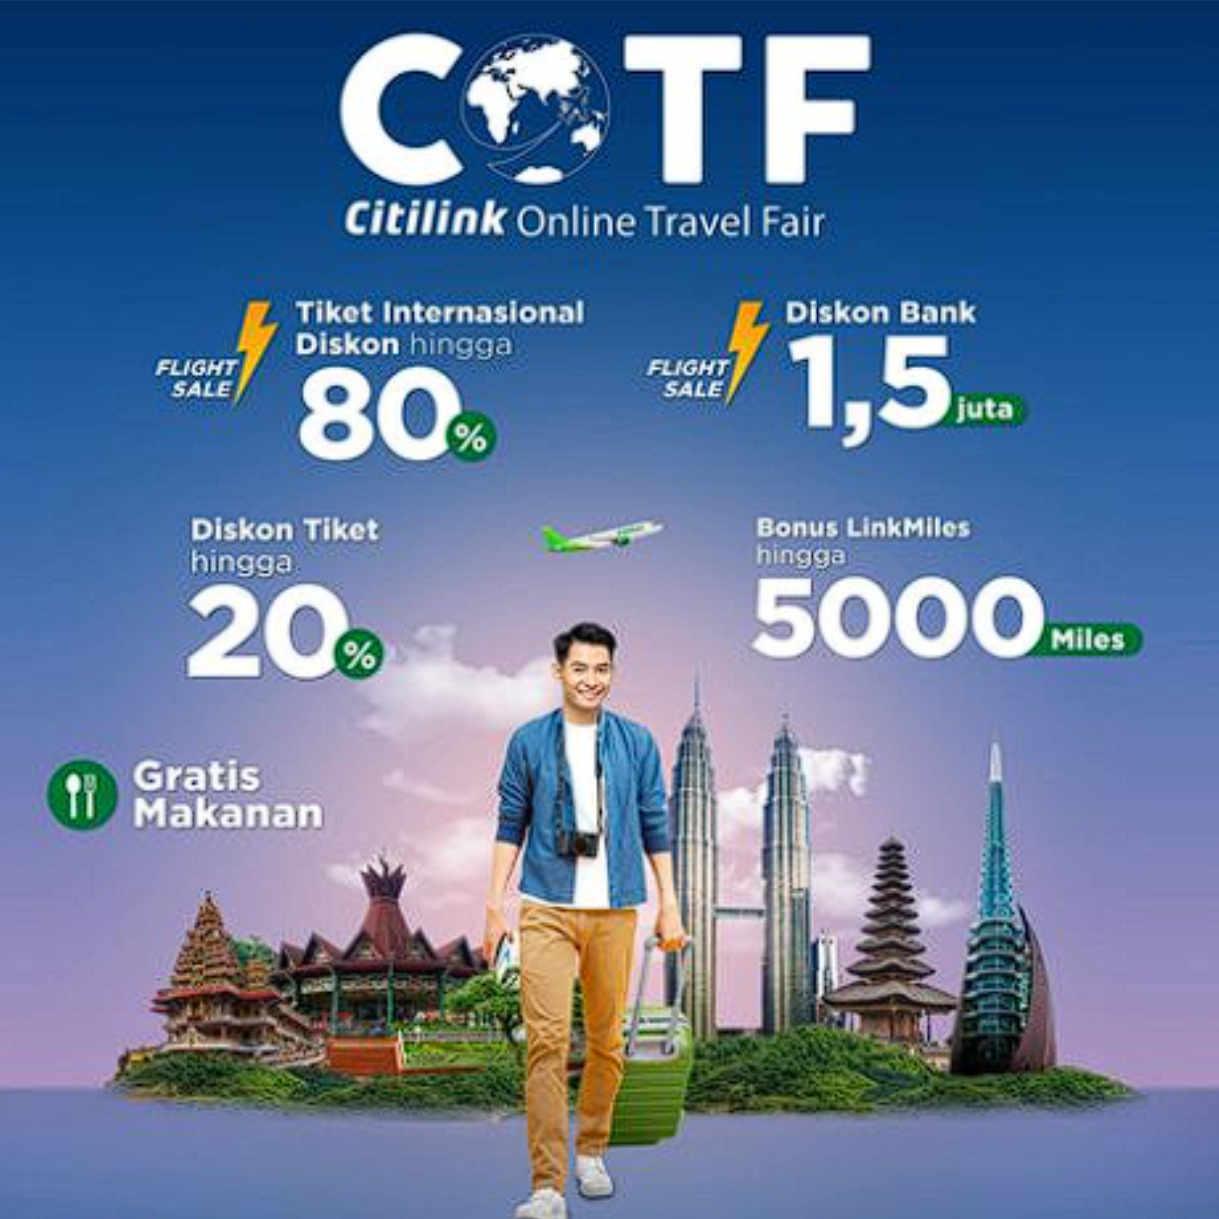 COTF
Citilink Online Travel Fair
FLIGHT
SALE
Tiket Internasional
Diskon hingga
80%
FLIGHT
SALE
Diskon Bank
1,5 juta
Diskon Tiket
hingga
20%
Bonus LinkMiles
hingga
5000 Miles
Gratis
Makanan